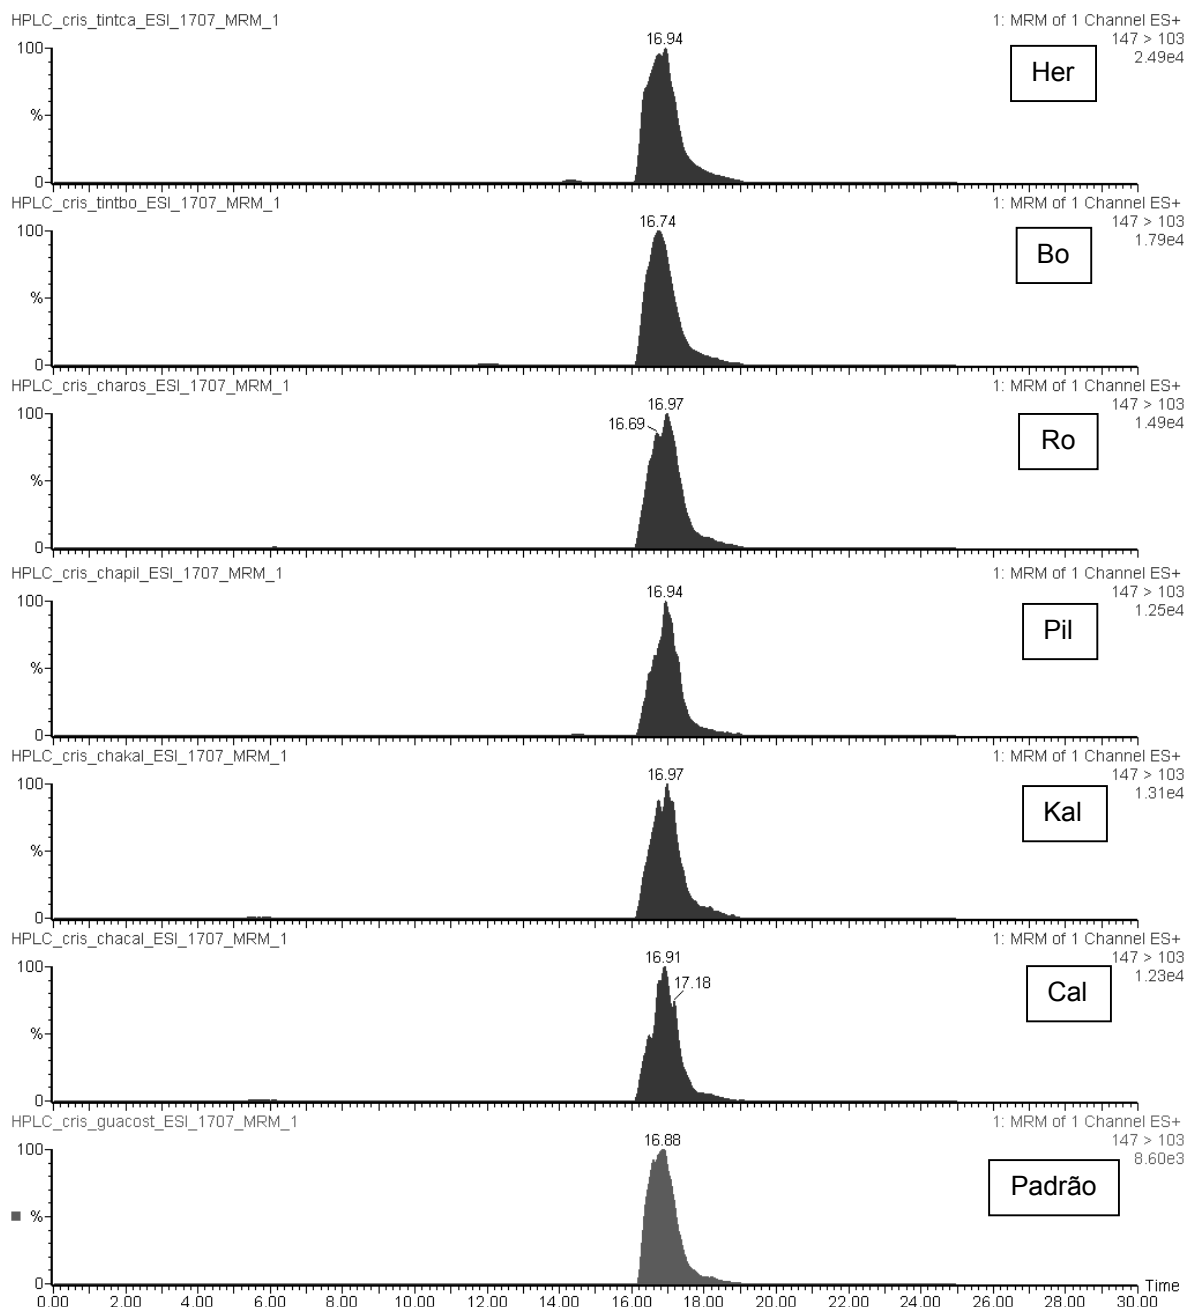 HPLC_cris_tintca_ESI_1707_MRM_1 1: MRM of 1 Channel ES+
147 > 103
2.49e4
16.94
Her
100
%
0
HPLC_cris_tintbo_ESI_1707_MRM_1 1: MRM of 1 Channel ES+
147 > 103
1.79e4
16.74
Bo
100
%
0
HPLC_cris_charos_ESI_1707_MRM_1 1: MRM of 1 Channel ES+
147 > 103
1.49e4
16.97
16.69
Ro
100
%
0
HPLC_cris_chapil_ESI_1707_MRM_1 1: MRM of 1 Channel ES+
147 > 103
1.25e4
16.94
Pil
100
%
0
HPLC_cris_chakal_ESI_1707_MRM_1 1: MRM of 1 Channel ES+
147 > 103
1.31e4
16.97
Kal
100
%
0
HPLC_cris_chacal_ESI_1707_MRM_1 1: MRM of 1 Channel ES+
147 > 103
1.23e4
16.91
17.18
Cal
100
%
0
HPLC_cris_guacost_ESI_1707_MRM_1 1: MRM of 1 Channel ES+
147 > 103
8.60e3
16.88
Padrão
100
%
0
Time
0.00 2.00 4.00 6.00 8.00 10.00 12.00 14.00 16.00 18.00 20.00 22.00 24.00 26.00 28.00 30.00